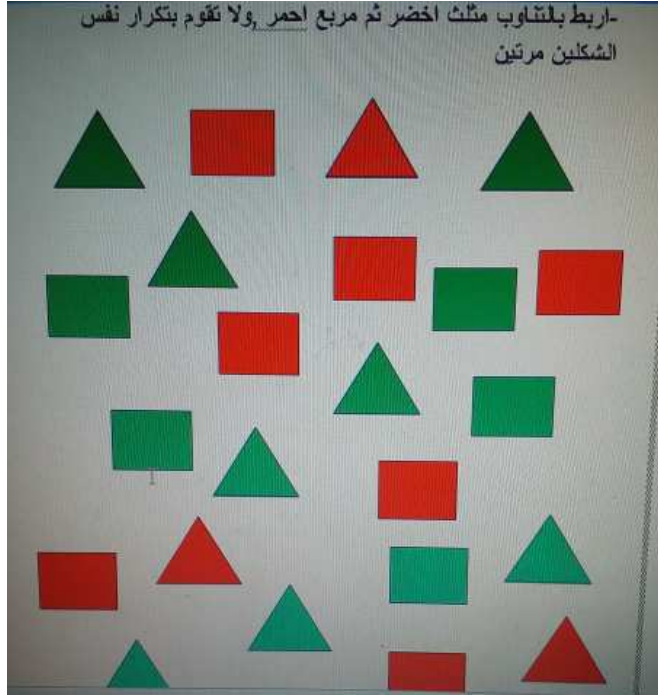 -اربط بالتناوب مثلث اخضر ثم مربع احمر ,ولا تقوم بتكرار نفس
الشكلين مرتين